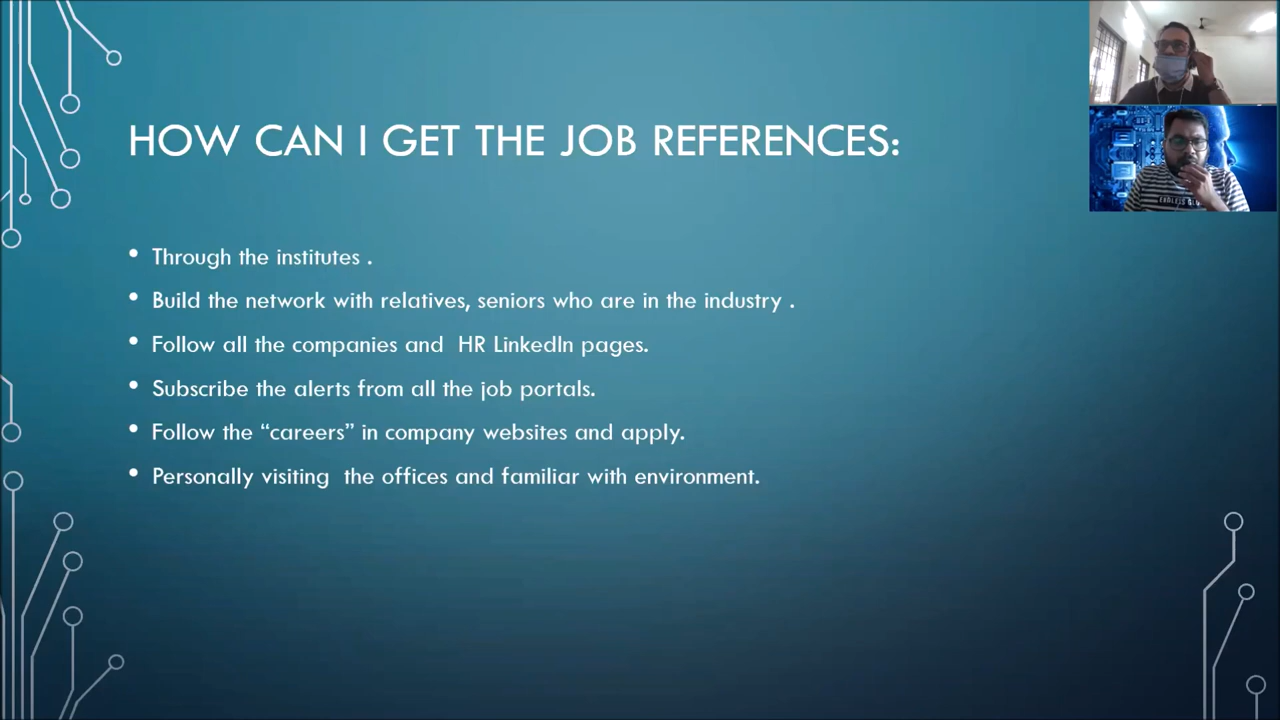 HOW CAN I GET THE JOB REFERENCES:
• Through the institutes .
• Build the network with relatives, seniors who are in the industry .
• Follow all the companies and  HR LinkedIn pages.
• Subscribe the alerts from all the job portals.
• Follow the “careers” in company websites and apply.
• Personally visiting  the offices and familiar with environment.